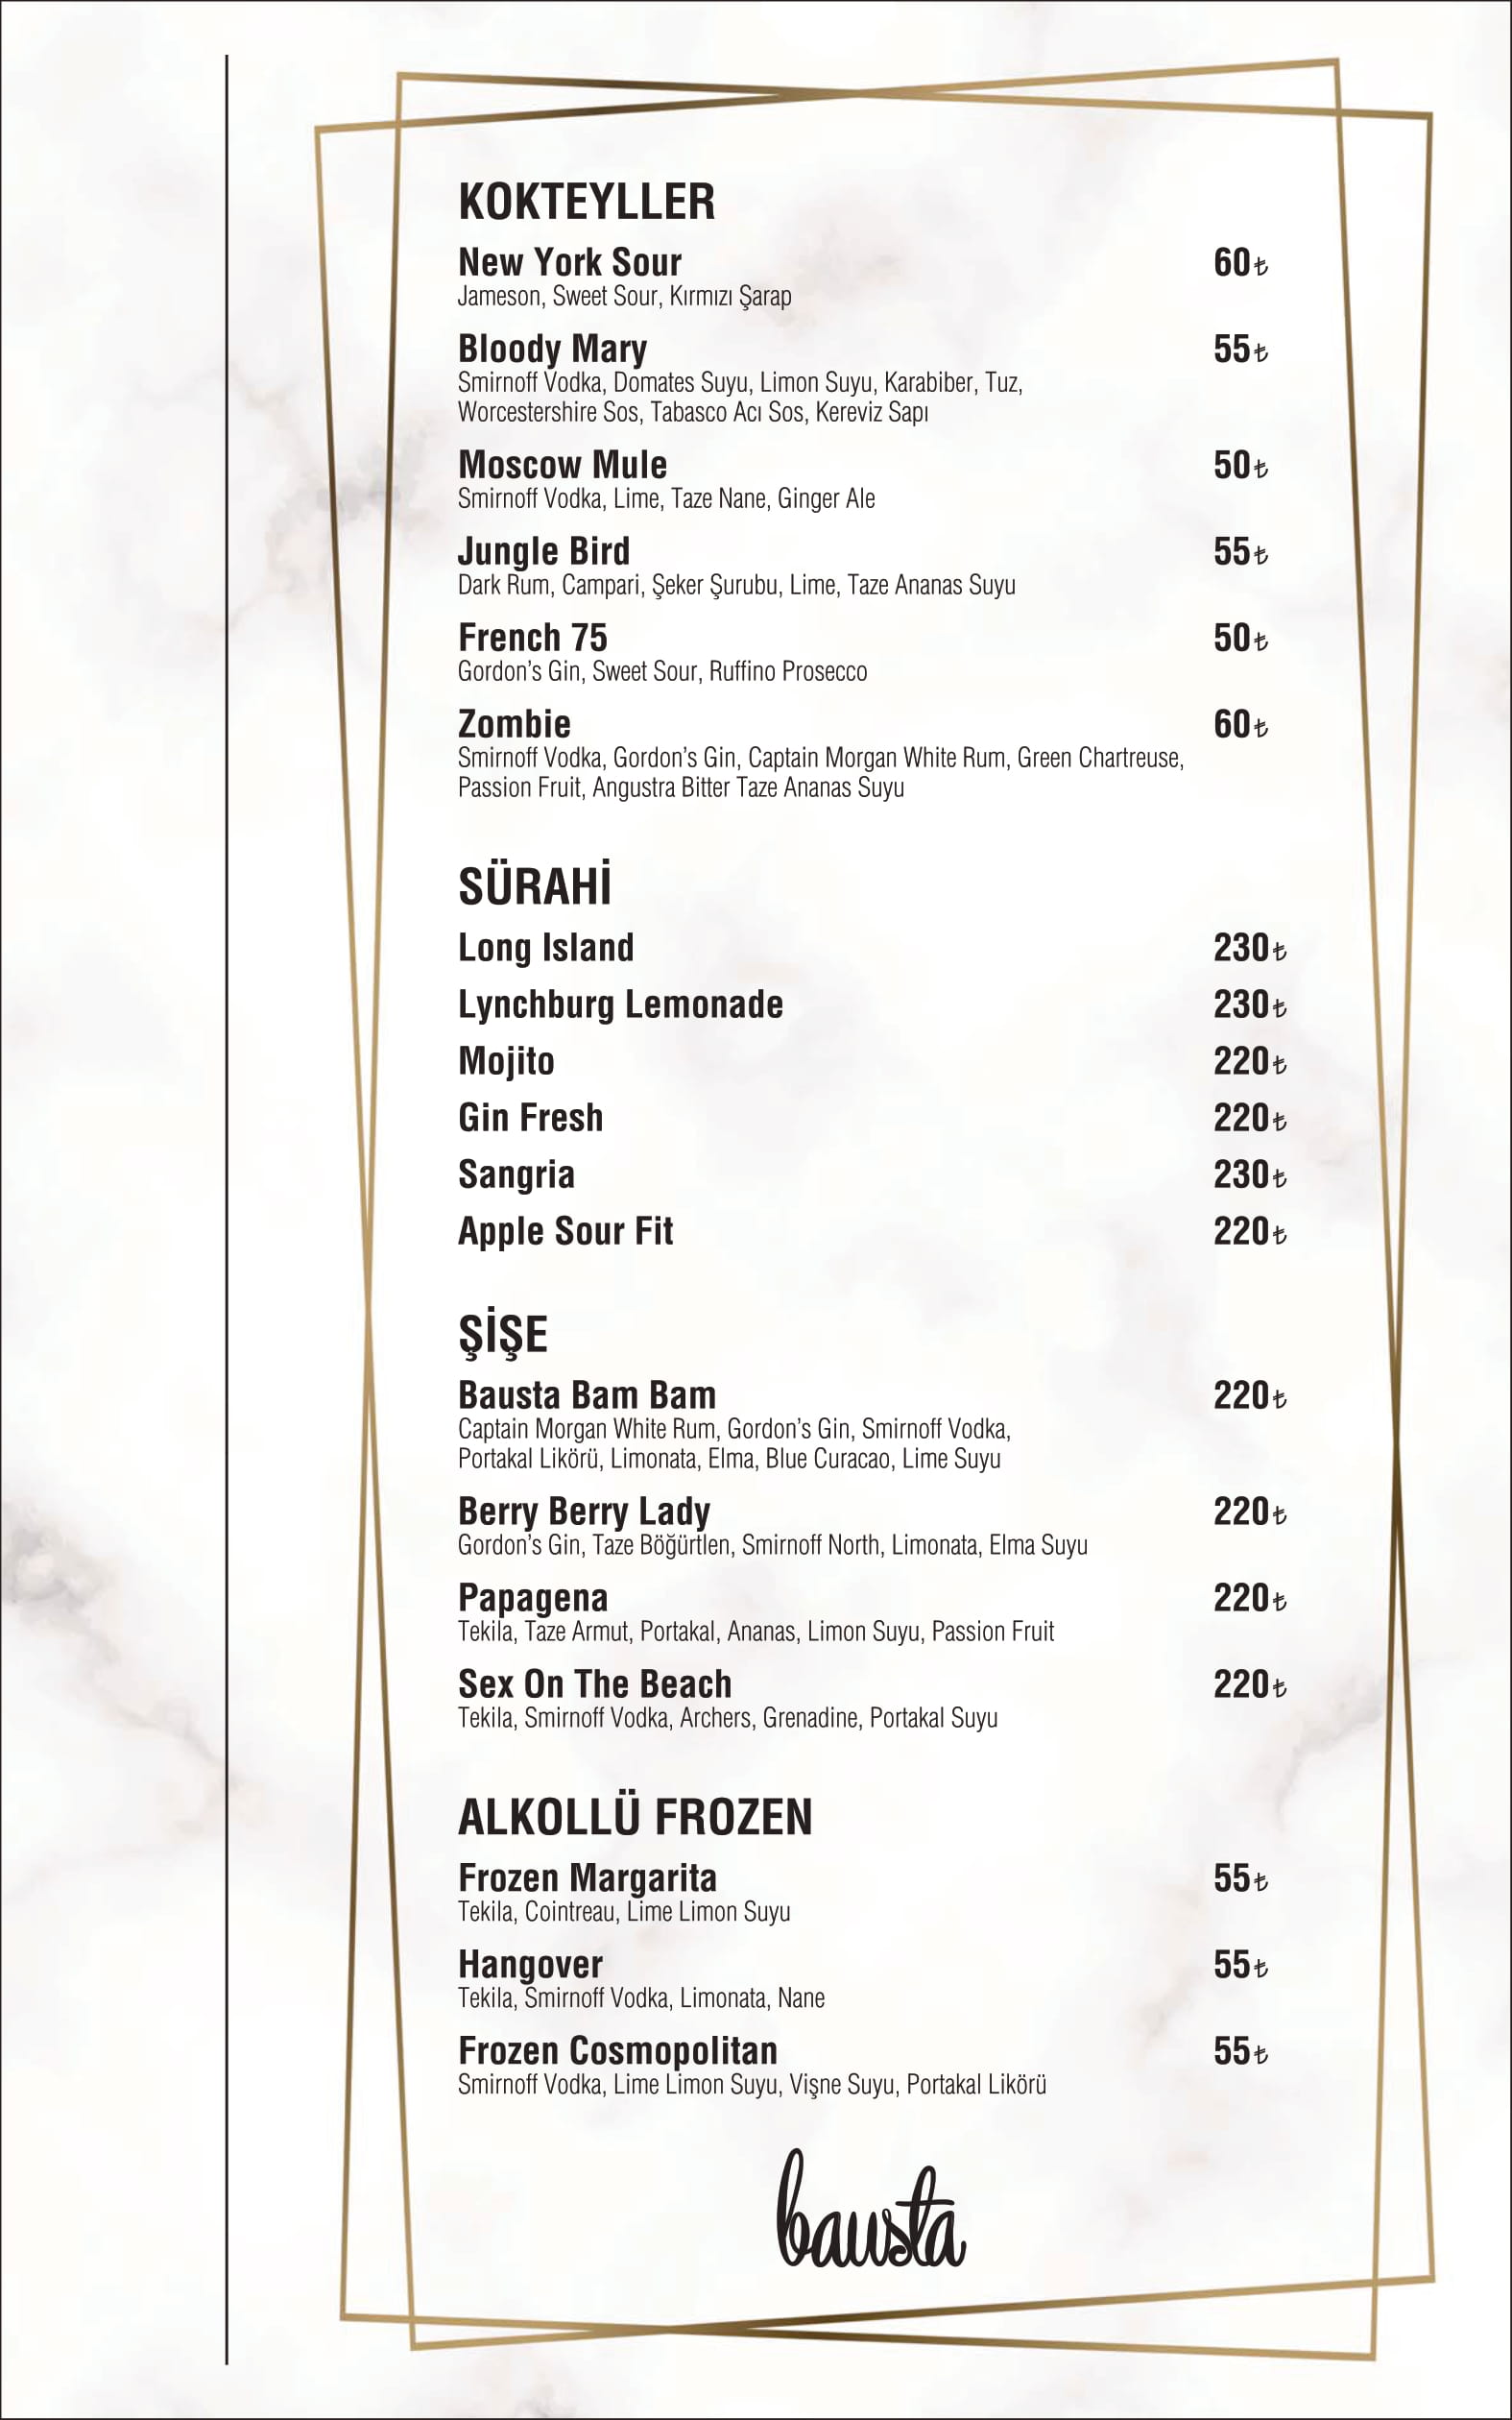 KOKTEYLLER
New York Sour 60₺
Jameson, Sweet Sour, Kırmızı Şarap
Bloody Mary 55₺
Smirnoff Vodka, Domates Suyu, Limon Suyu, Karabiber, Tuz,
Worcestershire Sos, Tabasco Acı Sos, Kereviz Sapı
Moscow Mule 50₺
Smirnoff Vodka, Lime, Taze Nane, Ginger Ale
Jungle Bird 55₺
Dark Rum, Campari, Şeker Şurubu, Lime, Taze Ananas Suyu
French 75 50₺
Gordon's Gin, Sweet Sour, Ruffino Prosecco
Zombie 60₺
Smirnoff Vodka, Gordon's Gin, Captain Morgan White Rum, Green Chartreuse,
Passion Fruit, Angustra Bitter Taze Ananas Suyu
SÜRAHİ
Long Island 230₺
Lynchburg Lemonade 230₺
Mojito 220₺
Gin Fresh 220₺
Sangria 230₺
Apple Sour Fit 220₺
ŞİŞE
Bausta Bam Bam 220₺
Captain Morgan White Rum, Gordon's Gin, Smirnoff Vodka,
Portakal Likörü, Limonata, Elma, Blue Curacao, Lime Suyu
Berry Berry Lady 220₺
Gordon's Gin, Taze Böğürtlen, Smirnoff North, Limonata, Elma Suyu
Papagena 220₺
Tekila, Taze Armut, Portakal, Ananas, Limon Suyu, Passion Fruit
Sex On The Beach 220₺
Tekila, Smirnoff Vodka, Archers, Grenadine, Portakal Suyu
ALKOLLÜ FROZEN
Frozen Margarita 55₺
Tekila, Cointreau, Lime Limon Suyu
Hangover 55₺
Tekila, Smirnoff Vodka, Limonata, Nane
Frozen Cosmopolitan 55₺
Smirnoff Vodka, Lime Limon Suyu, Vişne Suyu, Portakal Likörü
bausta